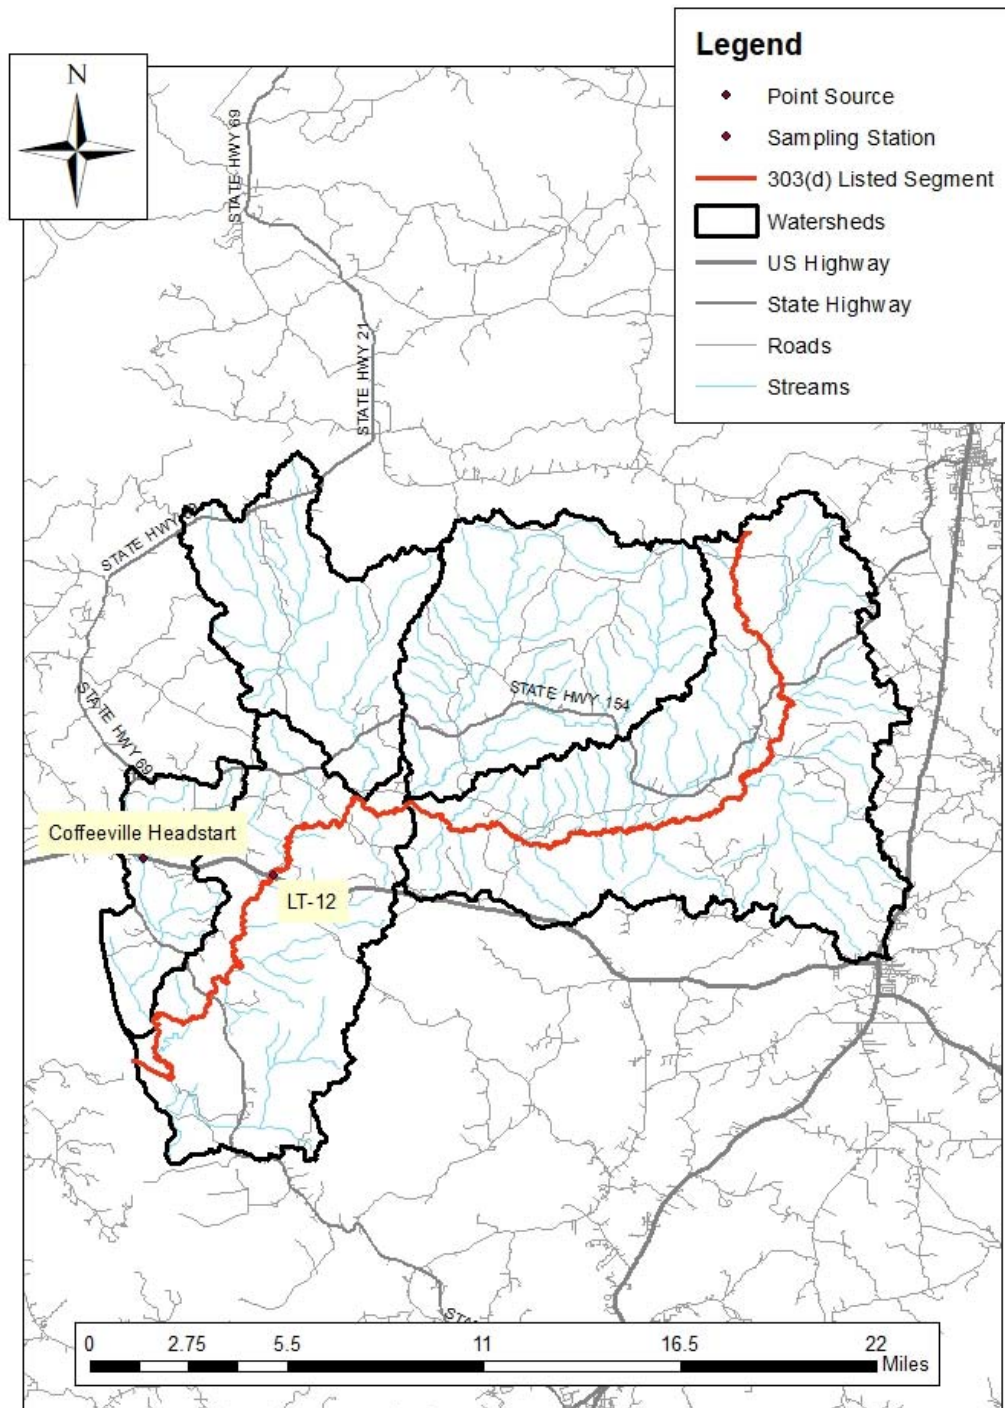 Legend
N
Point Source
Sampling Station
303(d) Listed Segment
Watersheds
US Highway
State Highway
Roads
Streams
STATE HWY 69
STATE HWY 21
STATE HWY
STATE HWY 154
STATE HWY 69
Coffeeville Headstart
LT-12
0 2.75 5.5 11 16.5 22
Miles